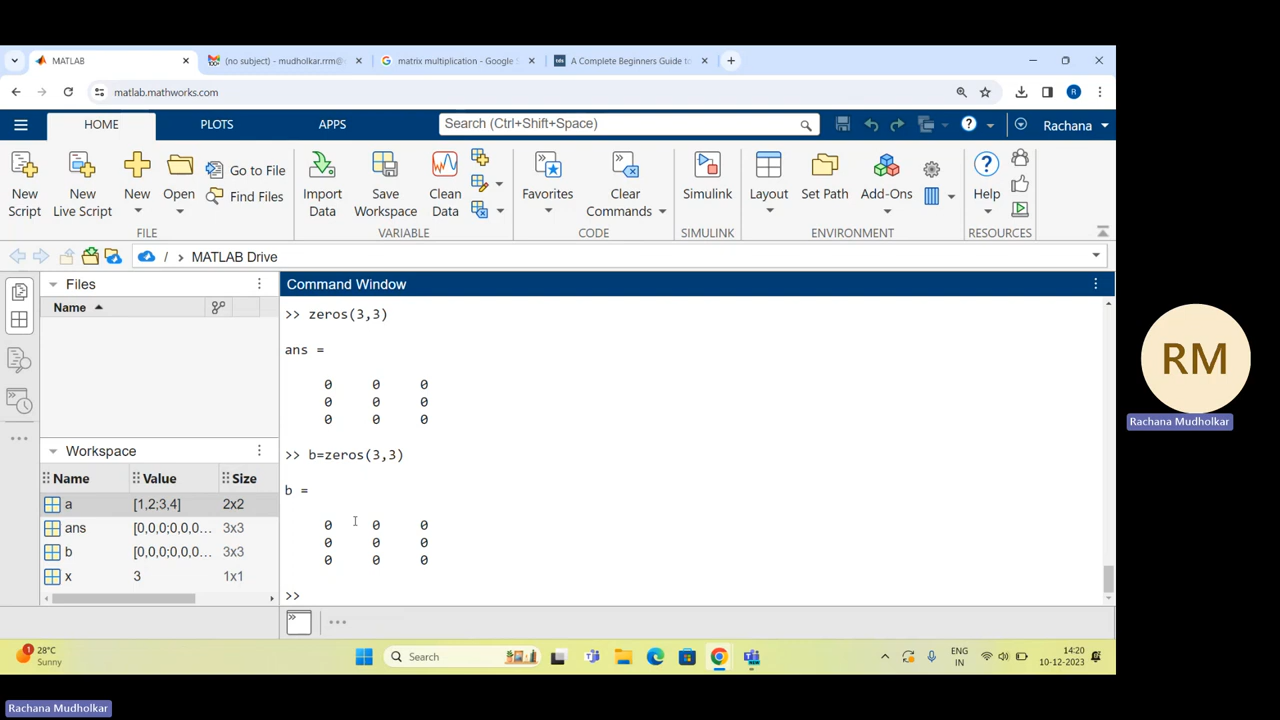 MATLAB
(no subject) - mudholkar.rrm@
matrix multiplication - Google S
A Complete Beginners Guide to
matlab.mathworks.com
R
HOME
PLOTS
APPS
Search (Ctrl+Shift+Space)
Rachana
New Script
New Live Script
New
Open
Go to File
Find Files
Import Data
Save Workspace
Clean Data
Favorites
Clear Commands
Simulink
Layout
Set Path
Add-Ons
Help
FILE
VARIABLE
CODE
SIMULINK
ENVIRONMENT
RESOURCES
/ > MATLAB Drive
Files
Name
Command Window
>> zeros(3,3)
ans =
0 0 0
0 0 0
0 0 0
>> b=zeros(3,3)
b =
0 0 0
0 0 0
0 0 0
>>
Workspace
Name Value Size
a [1,2;3,4] 2x2
ans [0,0,0;0,0,0... 3x3
b [0,0,0;0,0,0... 3x3
x 3 1x1
RM
Rachana Mudholkar
1
28°C
Sunny
Search
ENG
IN
14:20
10-12-2023
Rachana Mudholkar